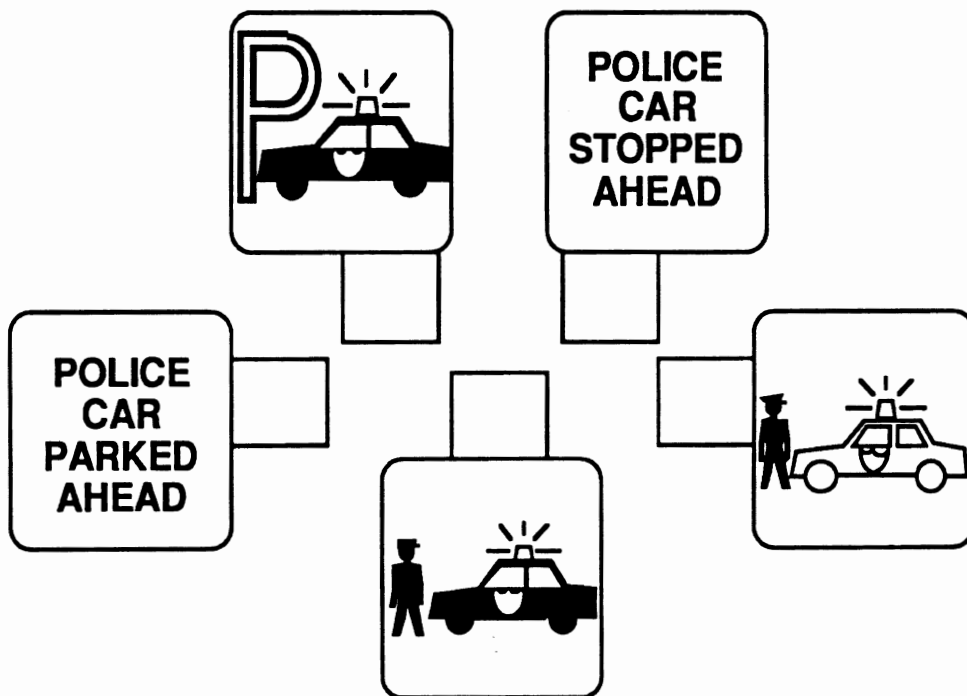 P
POLICE
CAR
STOPPED
AHEAD
POLICE
CAR
PARKED
AHEAD